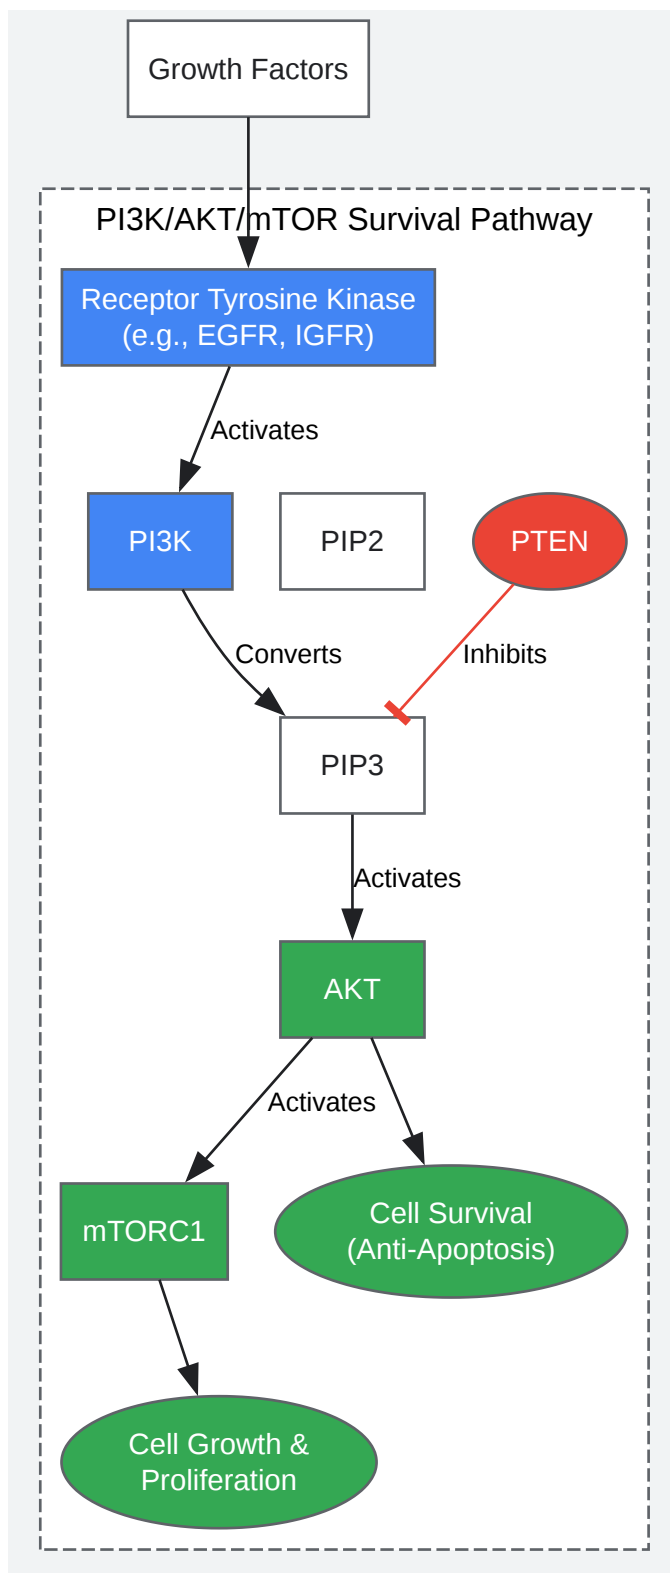 Growth Factors
PI3K/AKT/mTOR Survival Pathway
Receptor Tyrosine Kinase
(e.g., EGFR, IGFR)
Activates
PI3K
PIP2
PTEN
Converts
Inhibits
PIP3
Activates
AKT
Activates
mTORC1
Cell Survival
(Anti-Apoptosis)
Cell Growth &
Proliferation